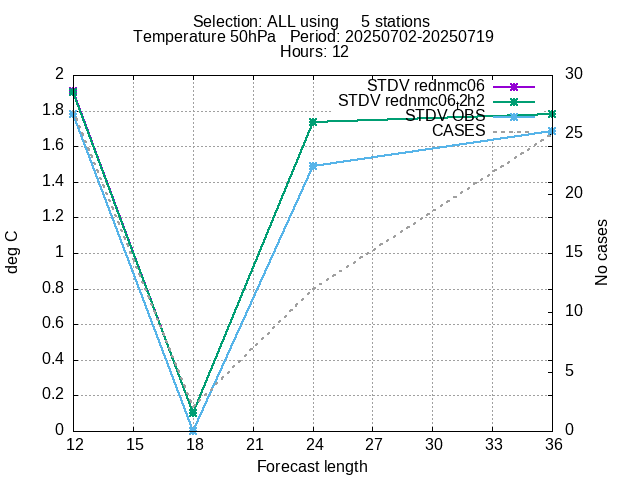 Selection: ALL using 5 stations
Temperature 50hPa Period: 20250702-20250719
Hours: 12
STDV rednmc06
STDV rednmc06,2h2
STDV OBS
CASES
2
1.8
1.6
1.4
1.2
1
0.8
0.6
0.4
0.2
0
deg C
30
25
20
15
10
5
0
No cases
12 15 18 21 24 27 30 33 36
Forecast length